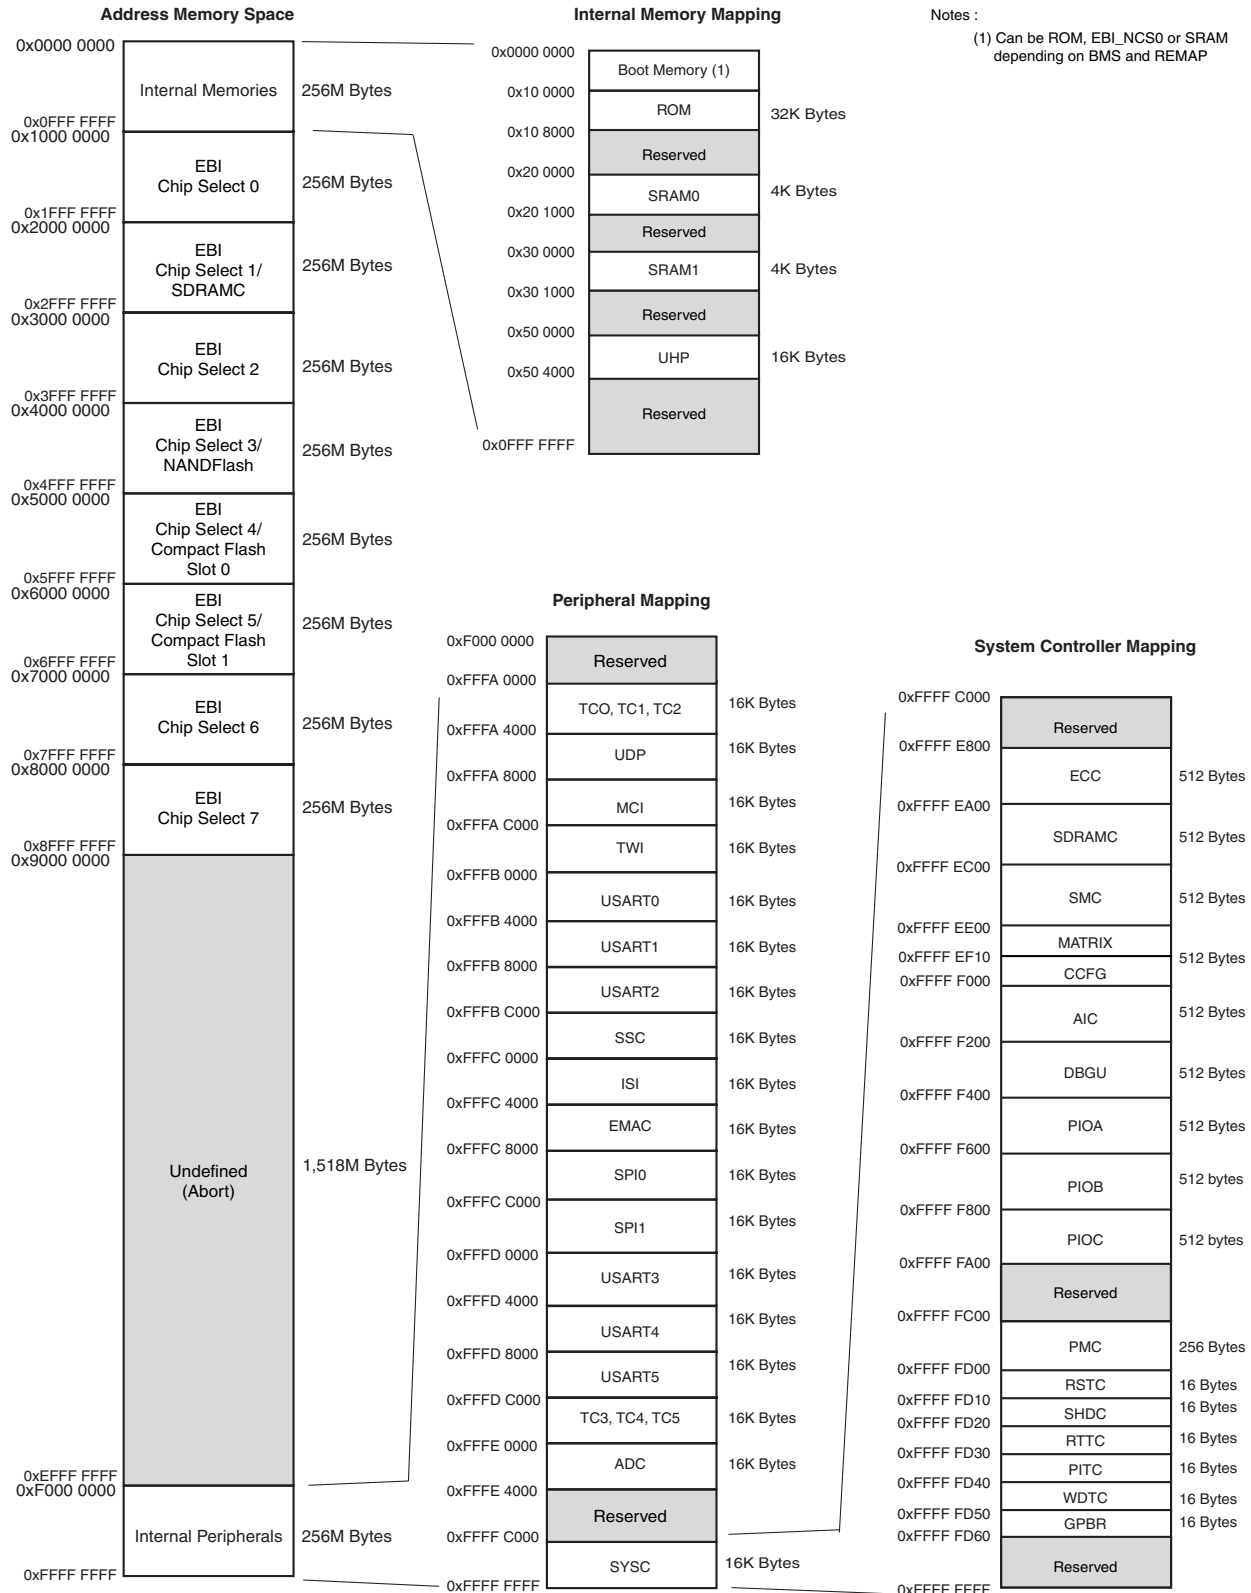 Address Memory Space
0x0000 0000
Internal Memories
256M Bytes
0x0FFF FFFF
0x1000 0000
EBI
Chip Select 0
256M Bytes
0x1FFF FFFF
0x2000 0000
EBI
Chip Select 1/
SDRAMC
256M Bytes
0x2FFF FFFF
0x3000 0000
EBI
Chip Select 2
256M Bytes
0x3FFF FFFF
0x4000 0000
EBI
Chip Select 3/
NANDFlash
256M Bytes
0x4FFF FFFF
0x5000 0000
EBI
Chip Select 4/
Compact Flash
Slot 0
256M Bytes
0x5FFF FFFF
0x6000 0000
EBI
Chip Select 5/
Compact Flash
Slot 1
256M Bytes
0x6FFF FFFF
0x7000 0000
EBI
Chip Select 6
256M Bytes
0x7FFF FFFF
0x8000 0000
EBI
Chip Select 7
256M Bytes
0x8FFF FFFF
0x9000 0000
Undefined
(Abort)
1,518M Bytes
0xEFFF FFFF
0xF000 0000
Internal Peripherals
256M Bytes
0xFFFF FFFF
Internal Memory Mapping
0x0000 0000
Boot Memory (1)
0x10 0000
ROM
32K Bytes
0x10 8000
Reserved
0x20 0000
SRAM0
4K Bytes
0x20 1000
Reserved
0x30 0000
SRAM1
4K Bytes
0x30 1000
Reserved
0x50 0000
UHP
16K Bytes
0x50 4000
Reserved
0x0FFF FFFF
Notes :
(1) Can be ROM, EBI_NCS0 or SRAM
depending on BMS and REMAP
Peripheral Mapping
0xF000 0000
Reserved
0xFFFA 0000
TCO, TC1, TC2
16K Bytes
0xFFFA 4000
UDP
16K Bytes
0xFFFA 8000
MCI
16K Bytes
0xFFFA C000
TWI
16K Bytes
0xFFFB 0000
USART0
16K Bytes
0xFFFB 4000
USART1
16K Bytes
0xFFFB 8000
USART2
16K Bytes
0xFFFB C000
SSC
16K Bytes
0xFFFC 0000
ISI
16K Bytes
0xFFFC 4000
EMAC
16K Bytes
0xFFFC 8000
SPI0
16K Bytes
0xFFFC C000
SPI1
16K Bytes
0xFFFD 0000
USART3
16K Bytes
0xFFFD 4000
USART4
16K Bytes
0xFFFD 8000
USART5
16K Bytes
0xFFFD C000
TC3, TC4, TC5
16K Bytes
0xFFFE 0000
ADC
16K Bytes
0xFFFE 4000
Reserved
0xFFFF C000
SYSC
16K Bytes
0xFFFF FFFF
System Controller Mapping
0xFFFF C000
Reserved
0xFFFF E800
ECC
512 Bytes
0xFFFF EA00
SDRAMC
512 Bytes
0xFFFF EC00
SMC
512 Bytes
0xFFFF EE00
MATRIX
0xFFFF EF10
512 Bytes
CCFG
0xFFFF F000
AIC
512 Bytes
0xFFFF F200
DBGU
512 Bytes
0xFFFF F400
PIOA
512 Bytes
0xFFFF F600
PIOB
512 bytes
0xFFFF F800
PIOC
512 bytes
0xFFFF FA00
Reserved
0xFFFF FC00
PMC
256 Bytes
0xFFFF FD00
RSTC
16 Bytes
0xFFFF FD10
SHDC
16 Bytes
0xFFFF FD20
RTTC
16 Bytes
0xFFFF FD30
PITC
16 Bytes
0xFFFF FD40
WDTC
16 Bytes
0xFFFF FD50
GPBR
16 Bytes
0xFFFF FD60
Reserved
0xFFFF FFFF